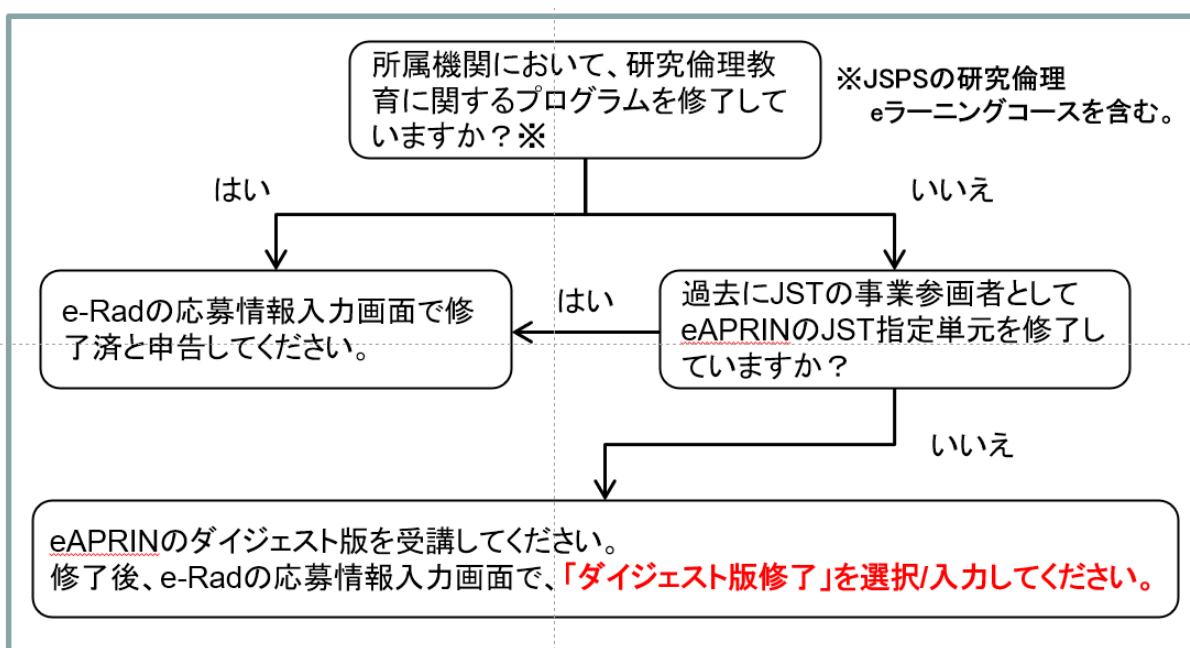 所属機関において、研究倫理教
育に関するプログラムを修了して
いますか？※
※JSPSの研究倫理
eラーニングコースを含む。
はい
いいえ
e-Radの応募情報入力画面で修
了済と申告してください。
はい
過去にJSTの事業参画者として
eAPRINのJST指定単元を修了し
ていますか？
いいえ
eAPRINのダイジェスト版を受講してください。
修了後、e-Radの応募情報入力画面で、「ダイジェスト版修了」を選択/入力してください。